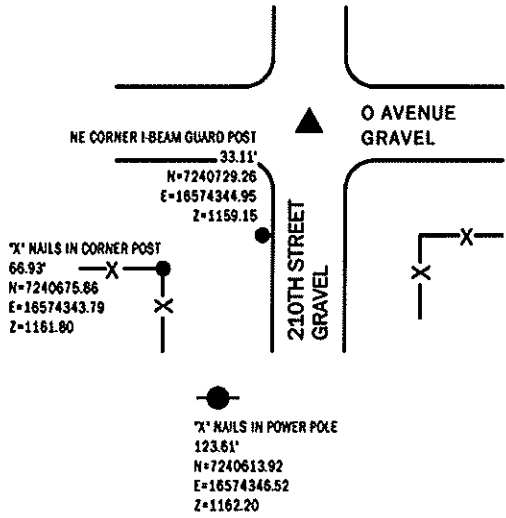 O AVENUE
GRAVEL
NE CORNER I-BEAM GUARD POST
33.11'
N=7240729.26
E=16574344.95
Z=1159.15
210TH STREET
GRAVEL
"X" NAILS IN CORNER POST
66.93'
N=7240675.86
E=16574343.79
Z=1161.80
X
X
X
X
"X" NAILS IN POWER POLE
123.61'
N=7240613.92
E=16574346.52
Z=1162.20